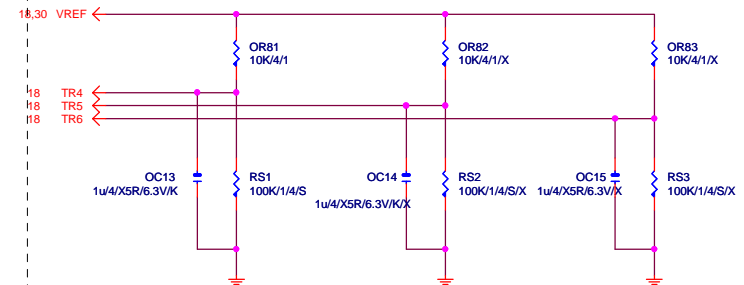 18,30 VREF
OR81
10K/4/1
OR82
10K/4/1/X
OR83
10K/4/1/X
18 TR4
18 TR5
18 TR6
OC13
1u/4/X5R/6.3V/K
RS1
100K/1/4/S
OC14
1u/4/X5R/6.3V/K/X
RS2
100K/1/4/S/X
OC15
1u/4/X5R/6.3V/X
RS3
100K/1/4/S/X